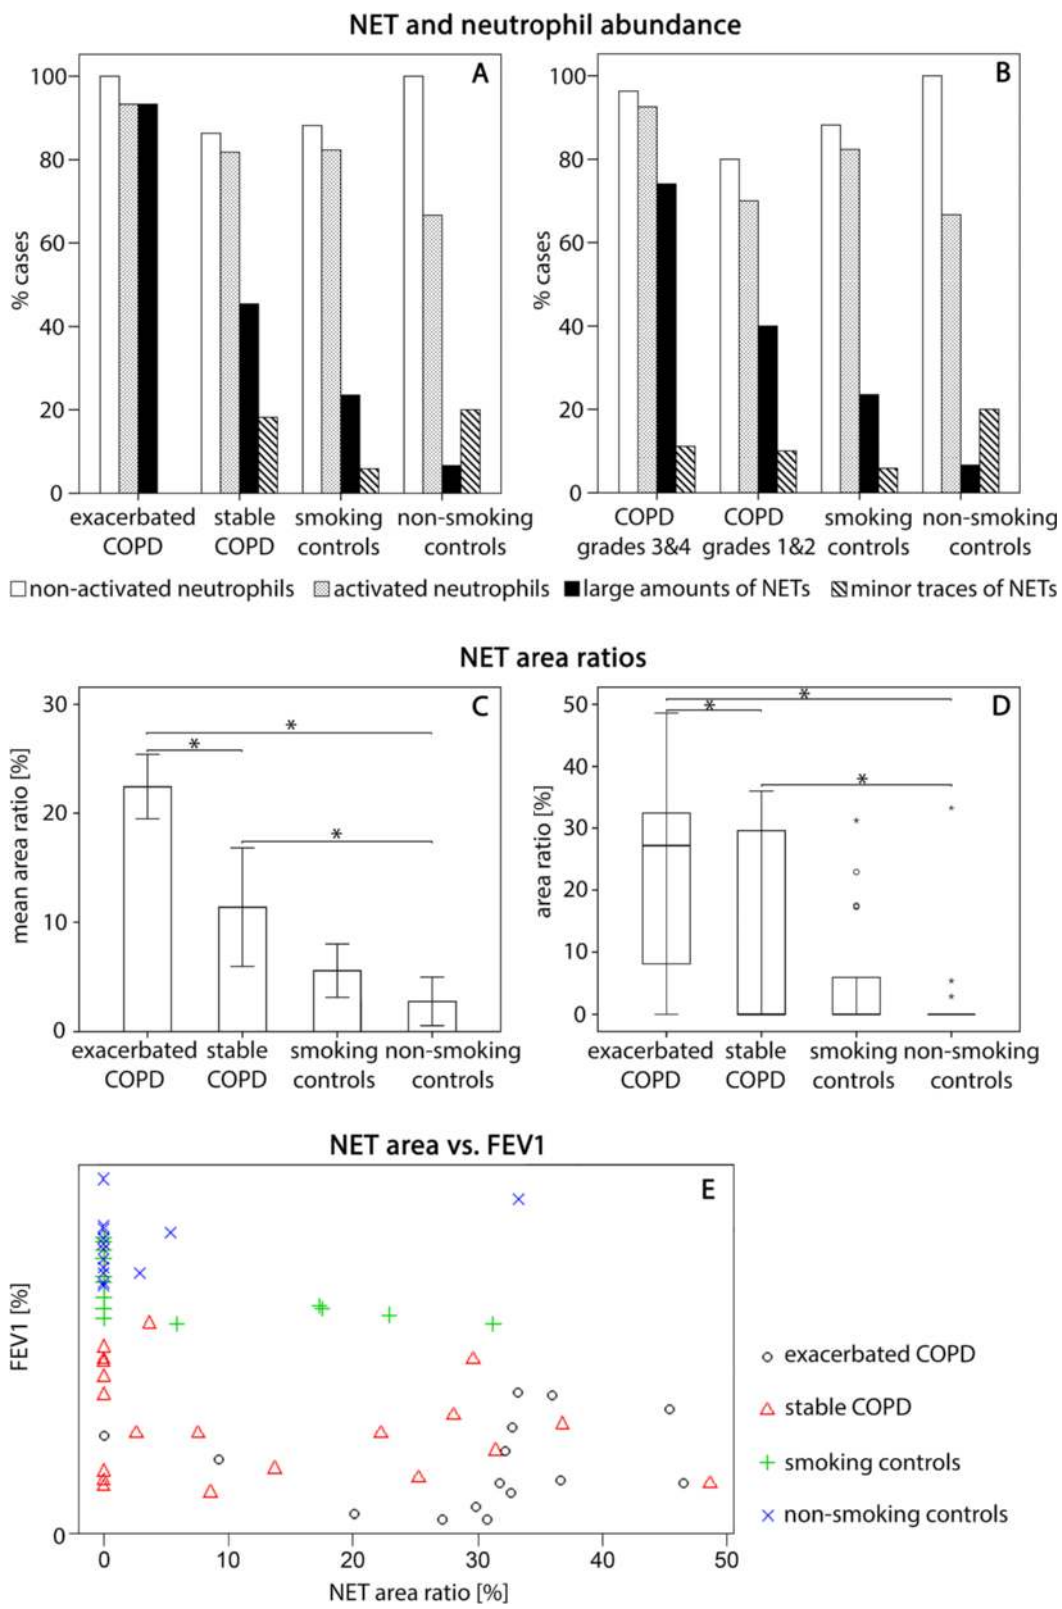 NET and neutrophil abundance
A
B
% cases
100
80
60
40
20
0
exacerbated COPD
stable COPD
smoking controls
non-smoking controls
% cases
100
80
60
40
20
0
COPD grades 3&4
COPD grades 1&2
smoking controls
non-smoking controls
non-activated neutrophils
activated neutrophils
large amounts of NETs
minor traces of NETs
NET area ratios
C
mean area ratio [%]
30
20
10
0
*
*
*
exacerbated COPD
stable COPD
smoking controls
non-smoking controls
D
area ratio [%]
50
40
30
20
10
0
*
*
*
exacerbated COPD
stable COPD
smoking controls
non-smoking controls
NET area vs. FEV1
E
FEV1 [%]
0
0
10
20
30
40
50
NET area ratio [%]
exacerbated COPD
stable COPD
smoking controls
non-smoking controls